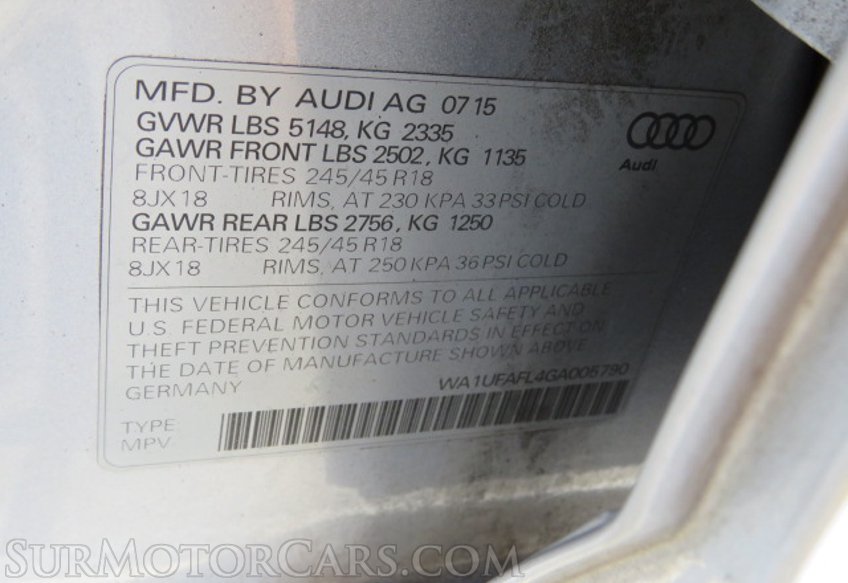 MFD. BY AUDI AG 07 15
GVWR LBS 5148, KG 2335
GAWR FRONT LBS 2502, KG 1135
FRONT-TIRES 245/45 R18
8JX18 RIMS, AT 230 KPA 33 PSI COLD
GAWR REAR LBS 2756, KG 1250
REAR-TIRES 245/45 R18
8JX18 RIMS, AT 250 KPA 36 PSI COLD
Audi
THIS VEHICLE CONFORMS TO ALL APPLICABLE
U.S. FEDERAL MOTOR VEHICLE SAFETY AND
THEFT PREVENTION STANDARDS IN EFFECT ON
THE DATE OF MANUFACTURE SHOWN ABOVE
GERMANY WA1UFAFL4GA005790
TYPE:
MPV
SURMOTORCARS.COM